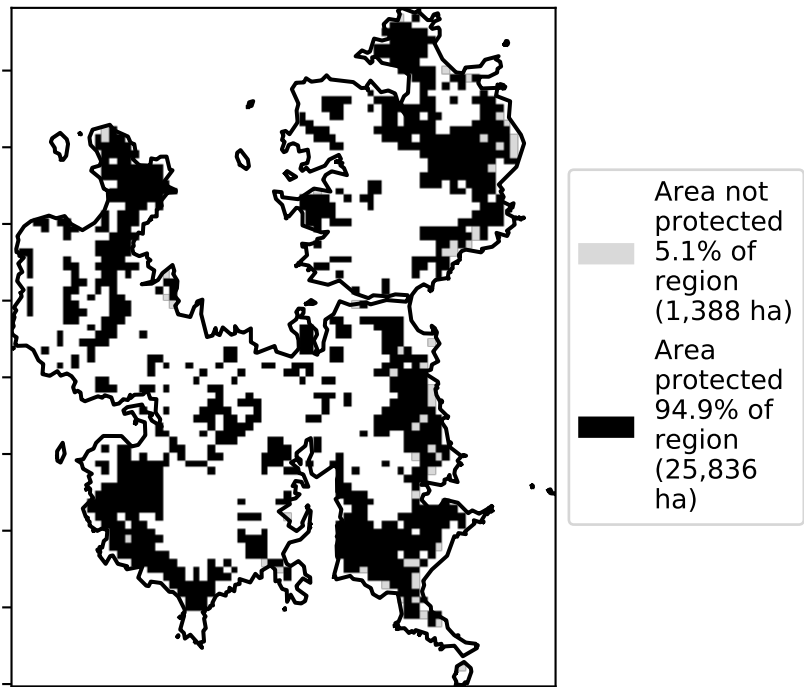 Area not
protected
5.1% of
region
(1,388 ha)
Area
protected
94.9% of
region
(25,836
ha)